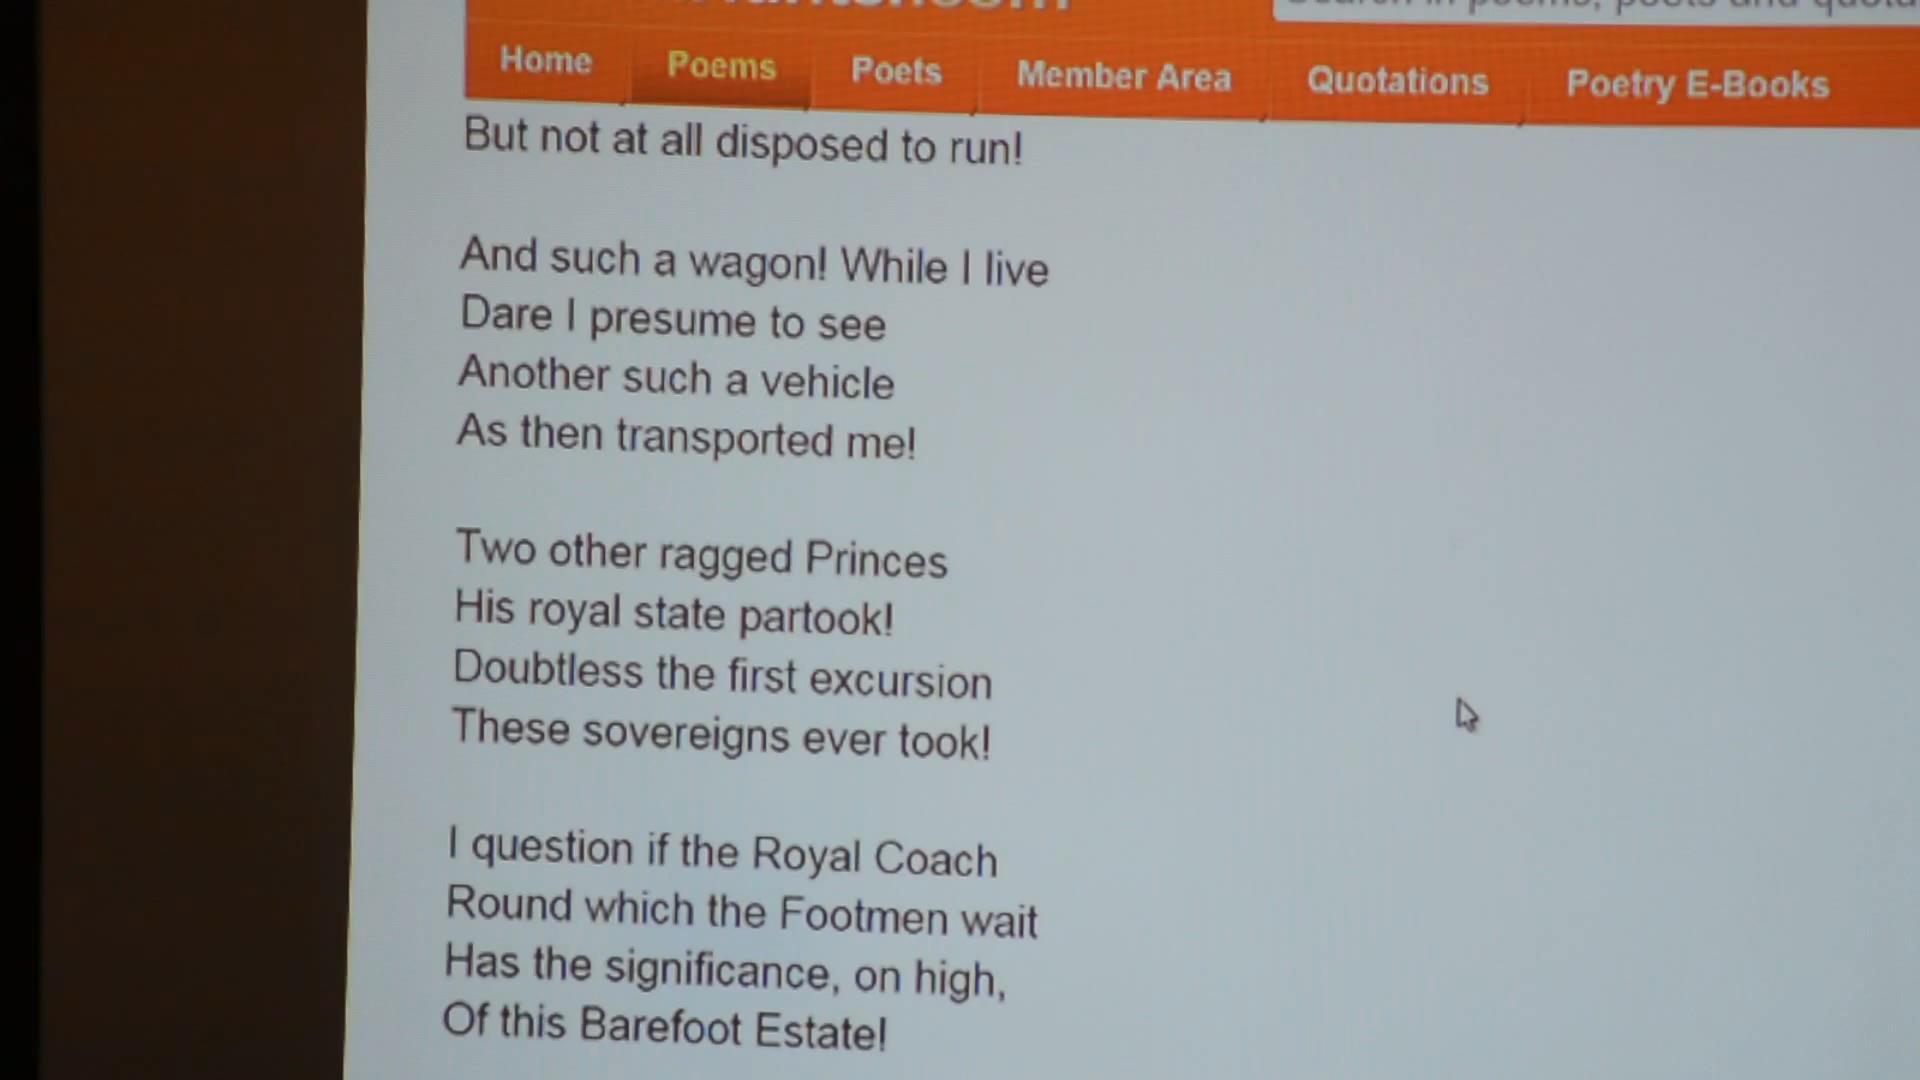 Home Poems Poets Member Area Quotations Poetry E-Books
But not at all disposed to run!
And such a wagon! While I live
Dare I presume to see
Another such a vehicle
As then transported me!
Two other ragged Princes
His royal state partook!
Doubtless the first excursion
These sovereigns ever took!
I question if the Royal Coach
Round which the Footmen wait
Has the significance, on high,
Of this Barefoot Estate!